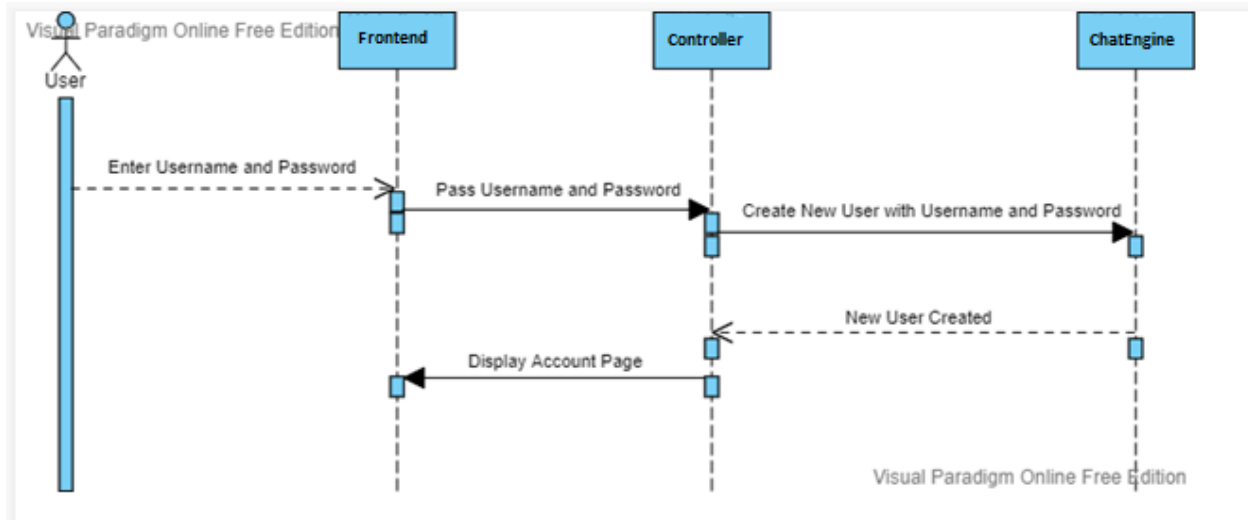 Visual Paradigm Online Free Edition
Frontend
Controller
ChatEngine
User
Enter Username and Password
Pass Username and Password
Create New User with Username and Password
New User Created
Display Account Page
Visual Paradigm Online Free Edition